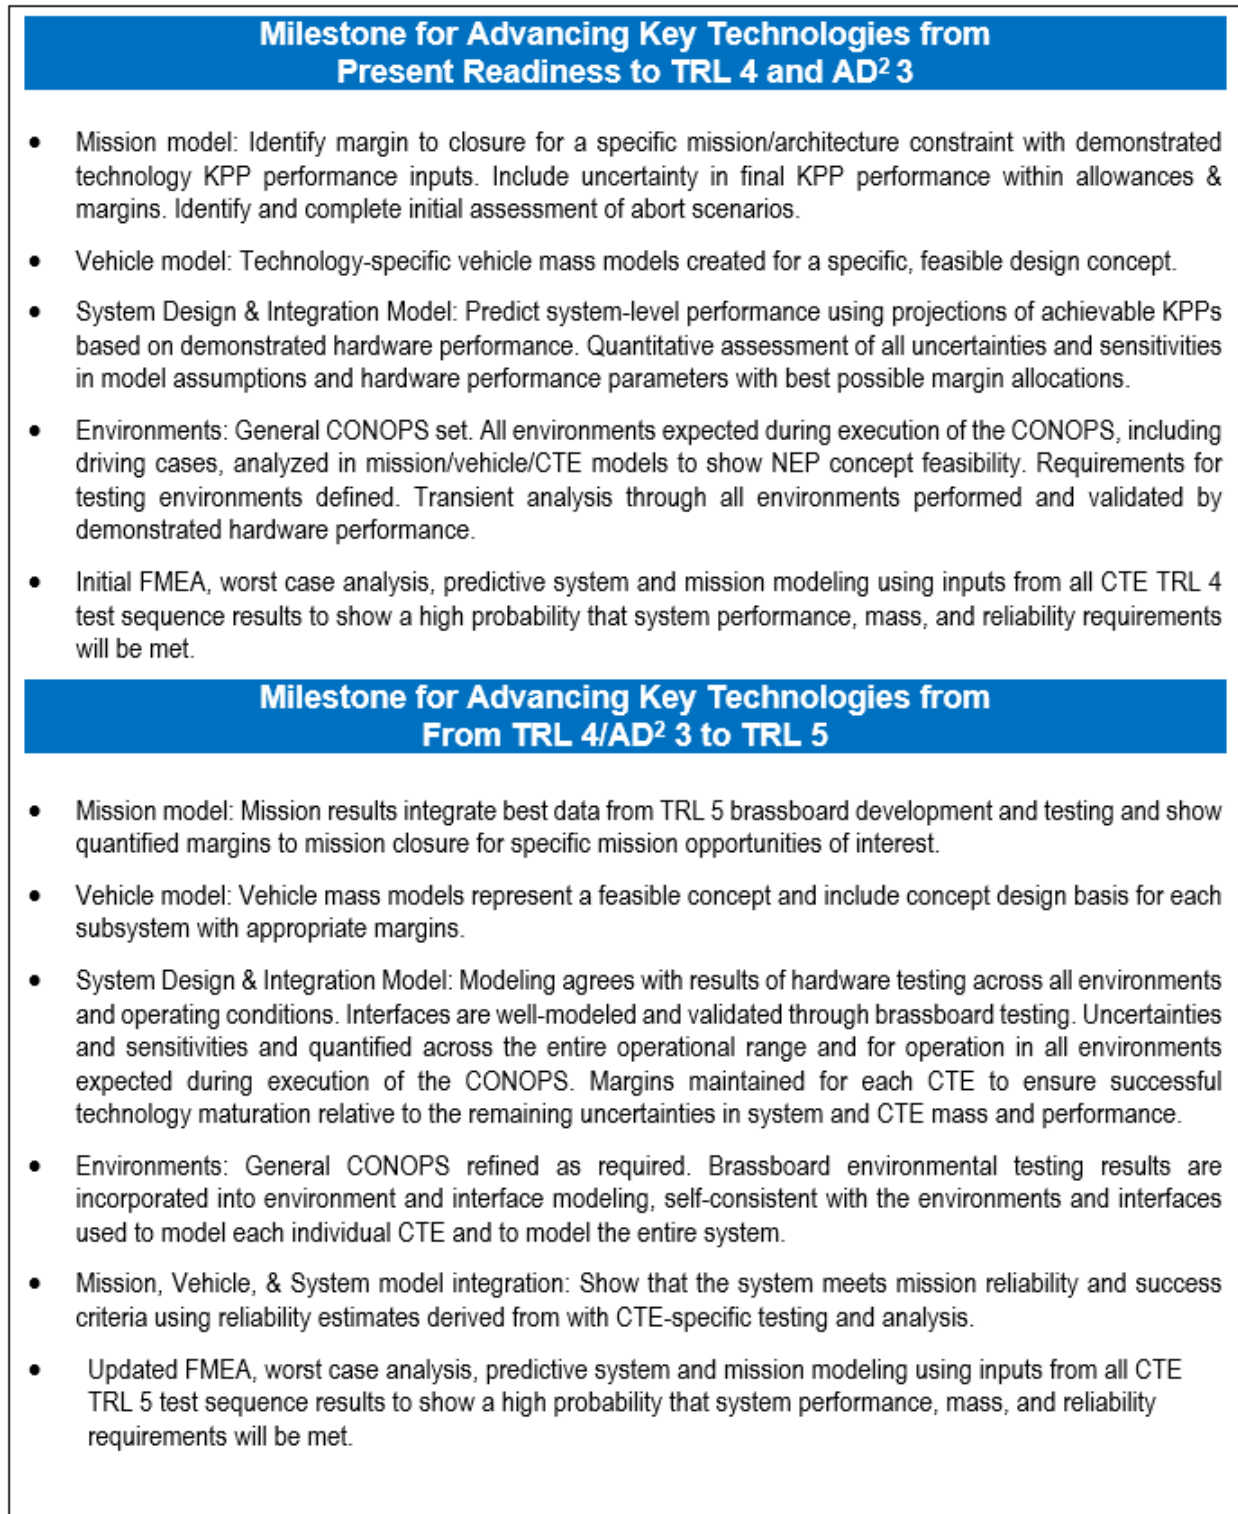 Milestone for Advancing Key Technologies from
Present Readiness to TRL 4 and AD² 3
• Mission model: Identify margin to closure for a specific mission/architecture constraint with demonstrated
technology KPP performance inputs. Include uncertainty in final KPP performance within allowances &
margins. Identify and complete initial assessment of abort scenarios.
• Vehicle model: Technology-specific vehicle mass models created for a specific, feasible design concept.
• System Design & Integration Model: Predict system-level performance using projections of achievable KPPs
based on demonstrated hardware performance. Quantitative assessment of all uncertainties and sensitivities
in model assumptions and hardware performance parameters with best possible margin allocations.
• Environments: General CONOPS set. All environments expected during execution of the CONOPS, including
driving cases, analyzed in mission/vehicle/CTE models to show NEP concept feasibility. Requirements for
testing environments defined. Transient analysis through all environments performed and validated by
demonstrated hardware performance.
• Initial FMEA, worst case analysis, predictive system and mission modeling using inputs from all CTE TRL 4
test sequence results to show a high probability that system performance, mass, and reliability requirements
will be met.
Milestone for Advancing Key Technologies from
From TRL 4/AD² 3 to TRL 5
• Mission model: Mission results integrate best data from TRL 5 brassboard development and testing and show
quantified margins to mission closure for specific mission opportunities of interest.
• Vehicle model: Vehicle mass models represent a feasible concept and include concept design basis for each
subsystem with appropriate margins.
• System Design & Integration Model: Modeling agrees with results of hardware testing across all environments
and operating conditions. Interfaces are well-modeled and validated through brassboard testing. Uncertainties
and sensitivities and quantified across the entire operational range and for operation in all environments
expected during execution of the CONOPS. Margins maintained for each CTE to ensure successful
technology maturation relative to the remaining uncertainties in system and CTE mass and performance.
• Environments: General CONOPS refined as required. Brassboard environmental testing results are
incorporated into environment and interface modeling, self-consistent with the environments and interfaces
used to model each individual CTE and to model the entire system.
• Mission, Vehicle, & System model integration: Show that the system meets mission reliability and success
criteria using reliability estimates derived from with CTE-specific testing and analysis.
• Updated FMEA, worst case analysis, predictive system and mission modeling using inputs from all CTE
TRL 5 test sequence results to show a high probability that system performance, mass, and reliability
requirements will be met.